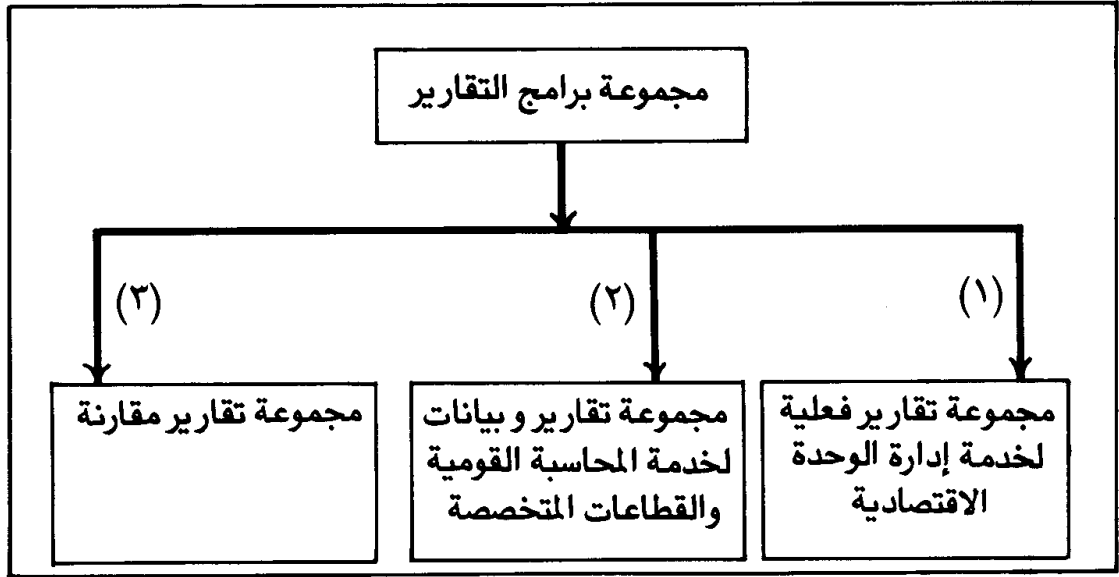 مجموعة برامج التقارير
(١)
(٢)
(٣)
مجموعة تقارير فعلية
لخدمة إدارة الوحدة
الاقتصادية
مجموعة تقارير و بيانات
لخدمة المحاسبة القومية
والقطاعات المتخصصة
مجموعة تقارير مقارنة